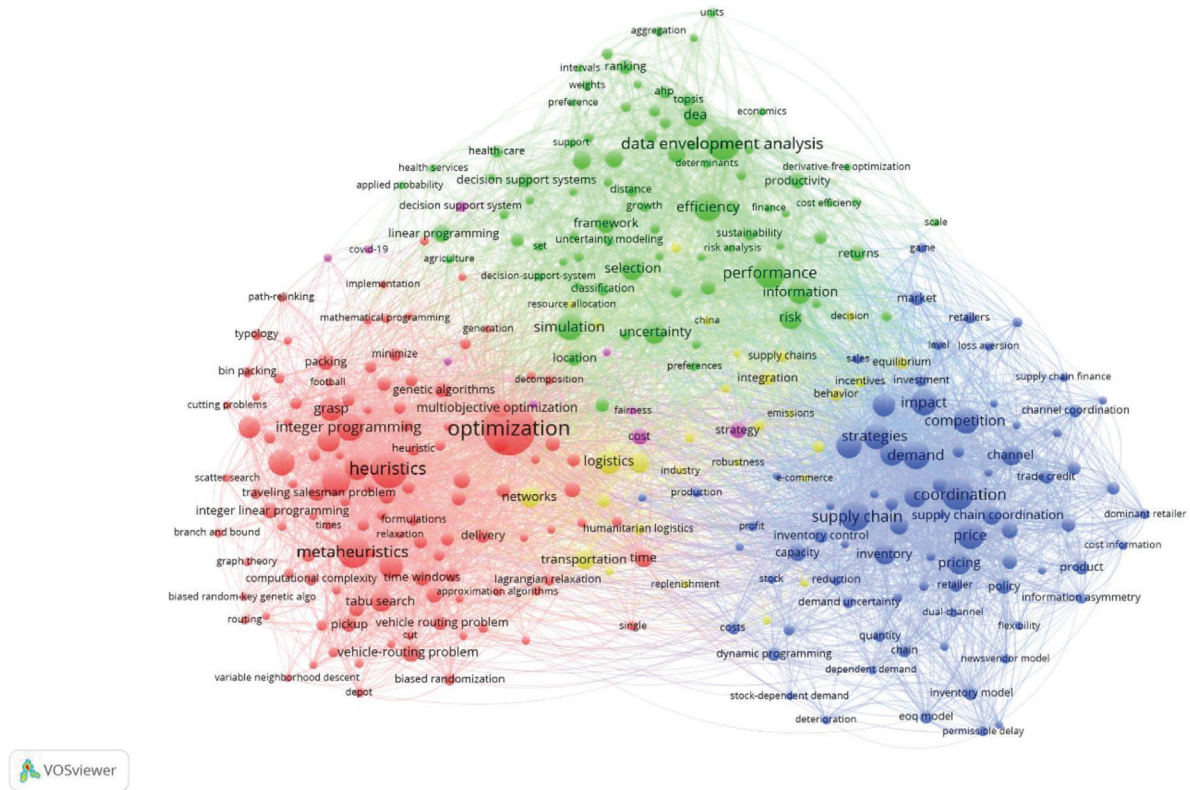 units
aggregation
intervals
ranking
weights
ahp
topsis
preference
dea
economics
support
data envelopment analysis
health-care
determinants
health services
derivative-free optimization
applied probability
decision support systems
distance
productivity
decision support system
growth
efficiency
finance
cost efficiency
linear programming
framework
sustainability
scale
covid-19
set
uncertainty modeling
risk analysis
game
agriculture
returns
decision-support-system
selection
performance
implementation
classification
information
path-relinking
resource allocation
market
mathematical programming
generation
simulation
uncertainty
china
risk
decision
retailers
typology
minimize
location
preferences
supply chains
sales
level
loss aversion
equilibrium
bin packing
packing
football
genetic algorithms
decomposition
integration
incentives
investment
supply chain finance
behavior
cutting problems
grasp
multiobjective optimization
fairness
emissions
impact
channel coordination
integer programming
optimization
cost
strategy
strategies
competition
heuristic
demand
channel
heuristics
logistics
industry
robustness
scatter search
e-commerce
trade credit
traveling salesman problem
networks
production
coordination
integer linear programming
times
formulations
supply chain
supply chain coordination
dominant retailer
branch and bound
relaxation
delivery
humanitarian logistics
profit
inventory control
price
cost information
graph theory
metaheuristics
transportation
time
capacity
inventory
pricing
product
computational complexity
time windows
lagrangian relaxation
replenishment
stock
reduction
retailer
policy
biased random-key genetic algo
tabu search
approximation algorithms
demand uncertainty
information asymmetry
dual channel
routing
pickup
vehicle routing problem
single
costs
quantity
flexibility
cut
vehicle-routing problem
dynamic programming
chain
newsvendor model
variable neighborhood descent
biased randomization
dependent demand
depot
stock-dependent demand
inventory model
deterioration
eoq model
permissible delay
VOSviewer